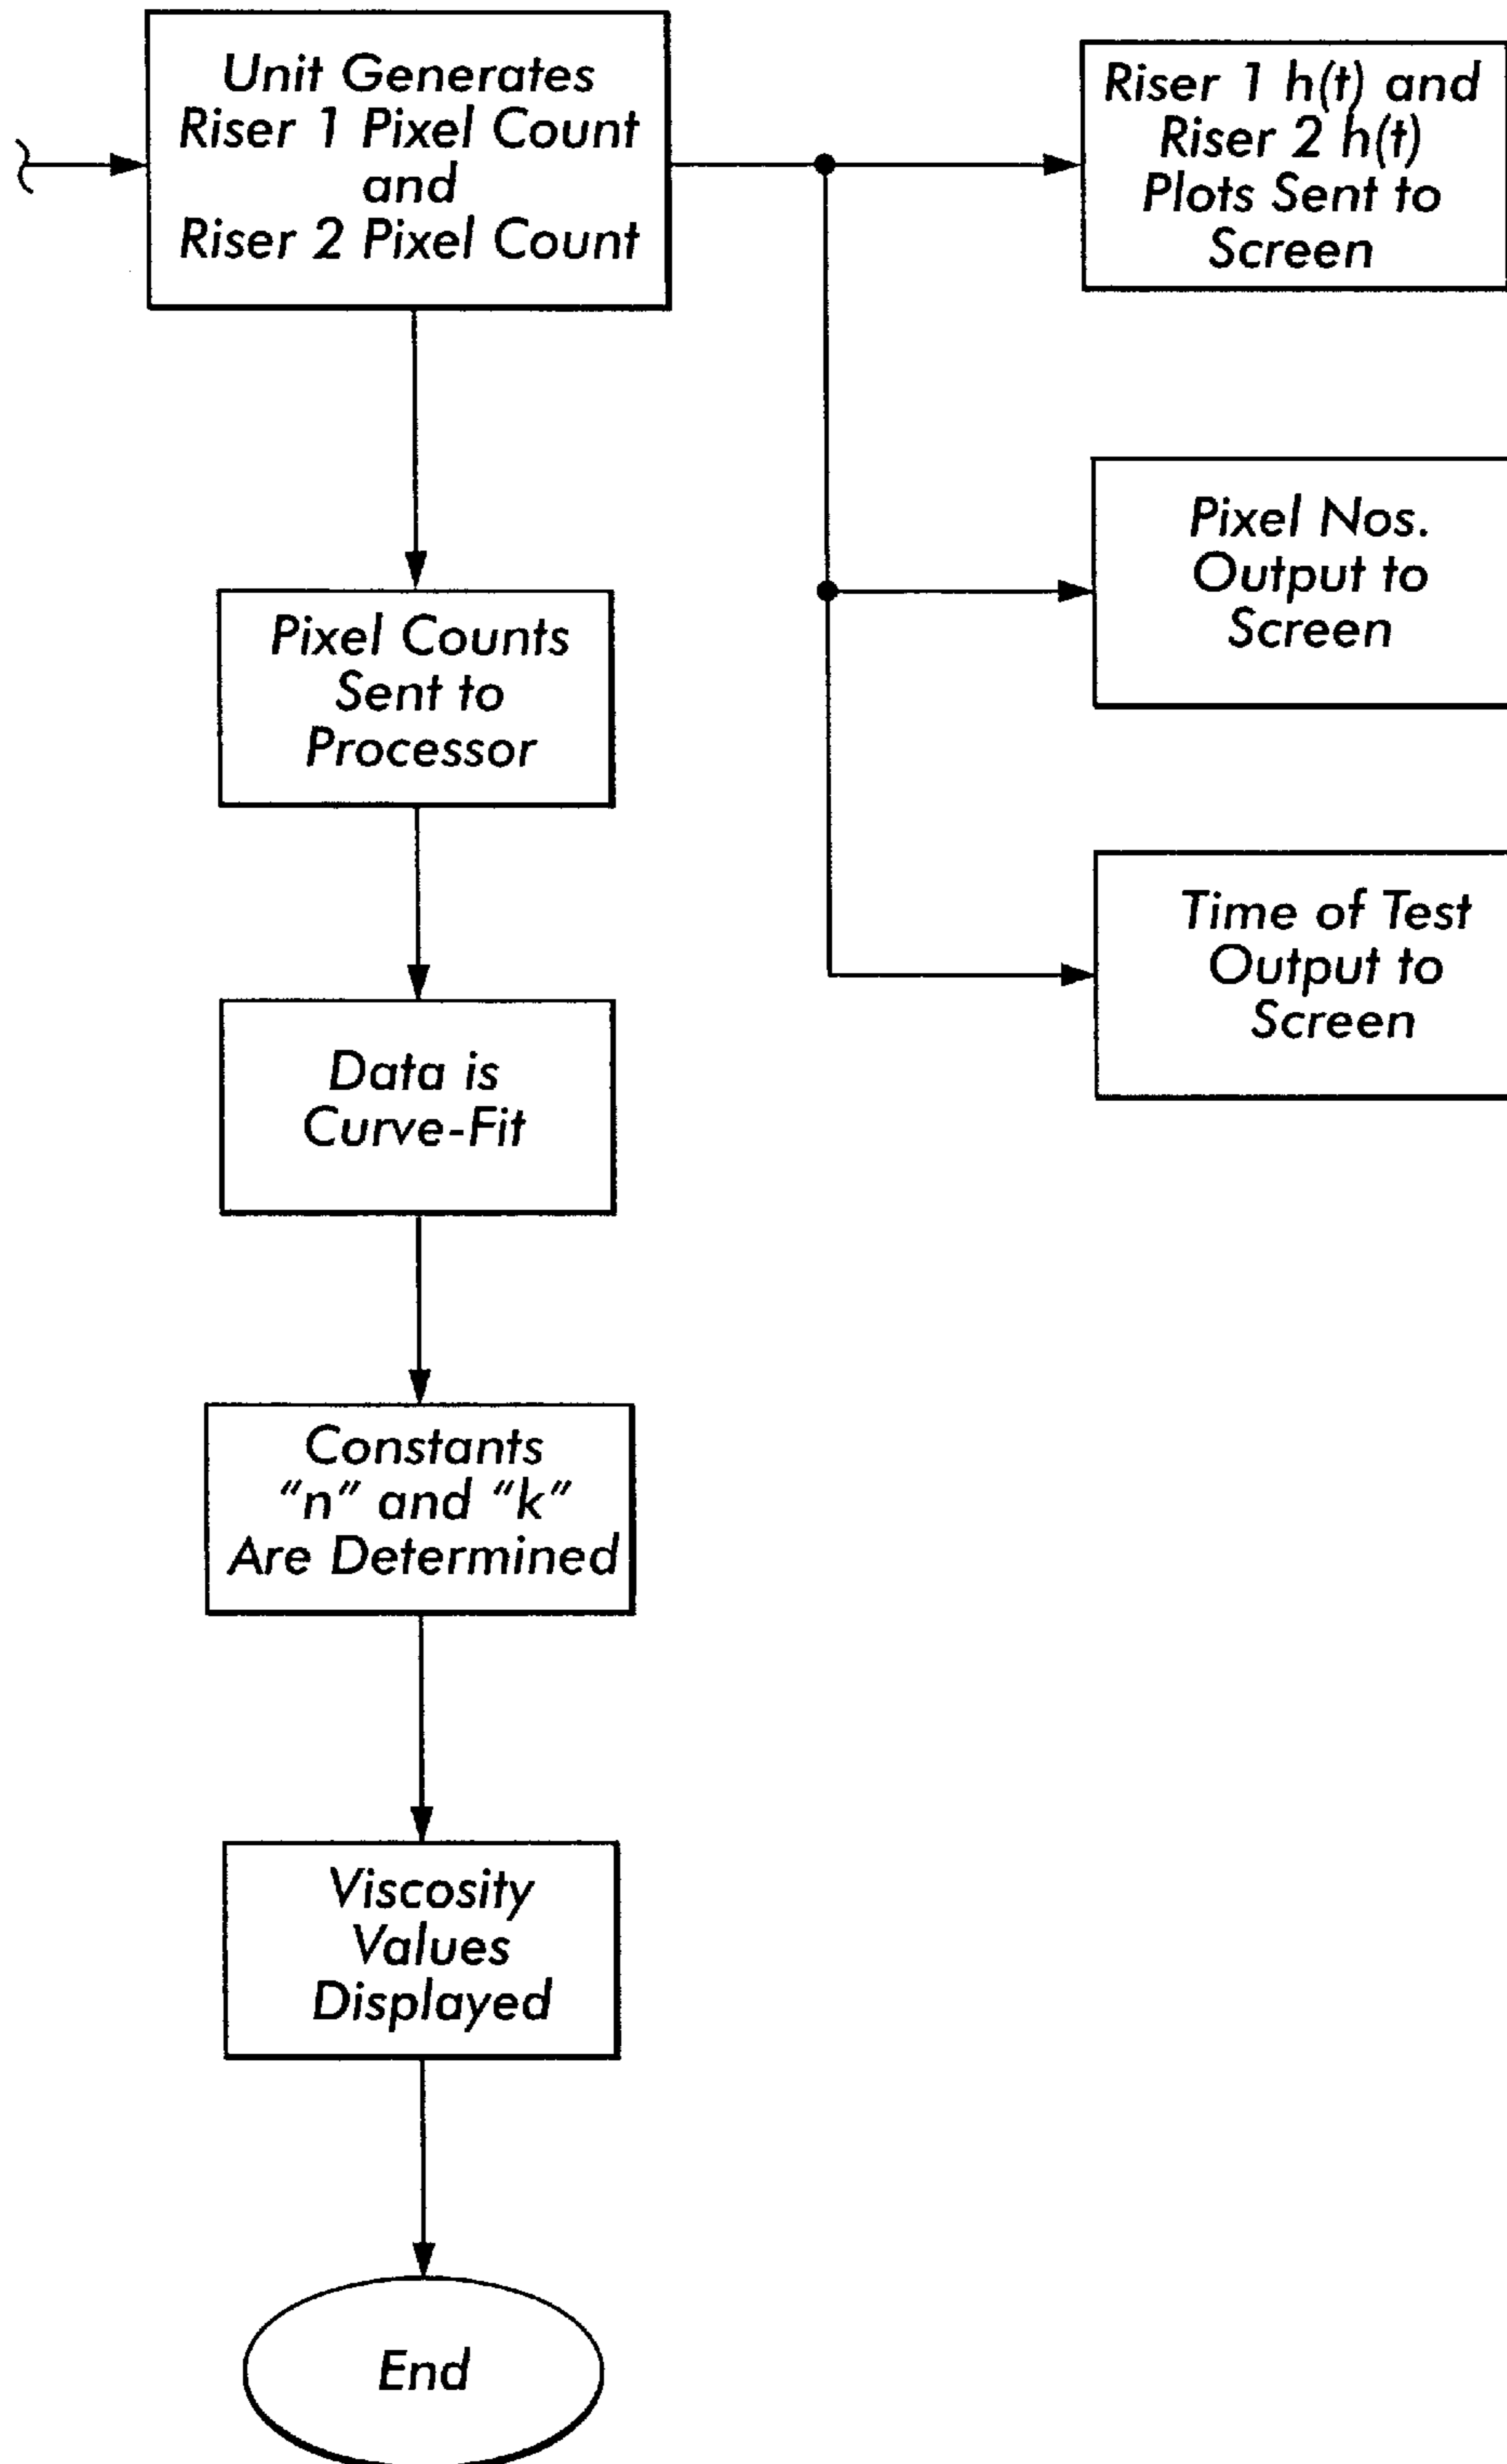 Unit Generates
Riser 1 Pixel Count
and
Riser 2 Pixel Count
Riser 1 h(t) and
Riser 2 h(t)
Plots Sent to
Screen
Pixel Nos.
Output to
Screen
Pixel Counts
Sent to
Processor
Time of Test
Output to
Screen
Data is
Curve-Fit
Constants
“n” and “k”
Are Determined
Viscosity
Values
Displayed
End